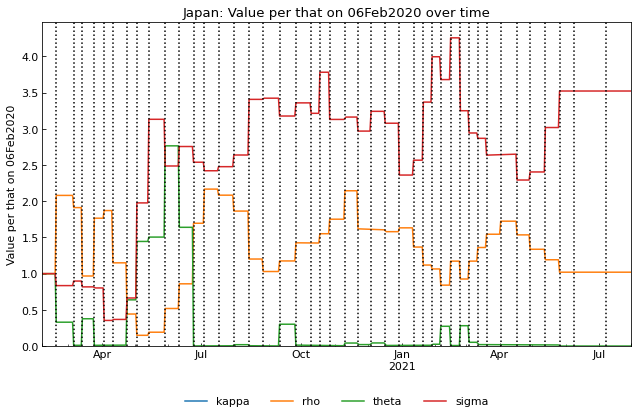 Japan: Value per that on 06Feb2020 over time
Value per that on 06Feb2020
4.0
3.5
3.0
2.5
2.0
1.5
1.0
0.5
0.0
Apr Jul Oct Jan Apr Jul
2021
kappa rho theta sigma